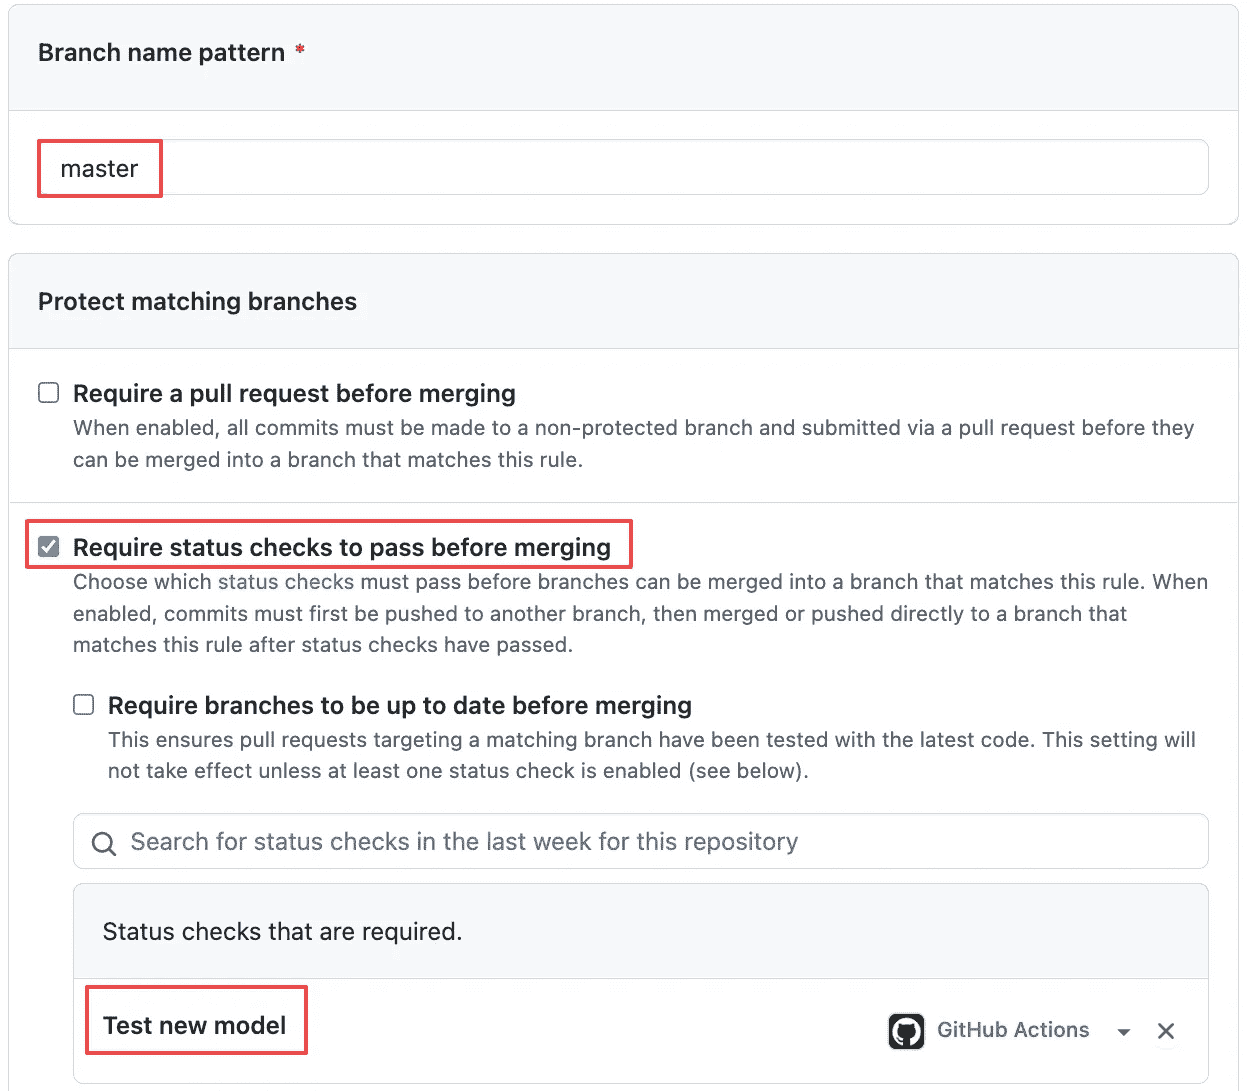 Branch name pattern *
master
Protect matching branches
Require a pull request before merging
When enabled, all commits must be made to a non-protected branch and submitted via a pull request before they
can be merged into a branch that matches this rule.
Require status checks to pass before merging
Choose which status checks must pass before branches can be merged into a branch that matches this rule. When
enabled, commits must first be pushed to another branch, then merged or pushed directly to a branch that
matches this rule after status checks have passed.
Require branches to be up to date before merging
This ensures pull requests targeting a matching branch have been tested with the latest code. This setting will
not take effect unless at least one status check is enabled (see below).
Search for status checks in the last week for this repository
Status checks that are required.
Test new model
GitHub Actions